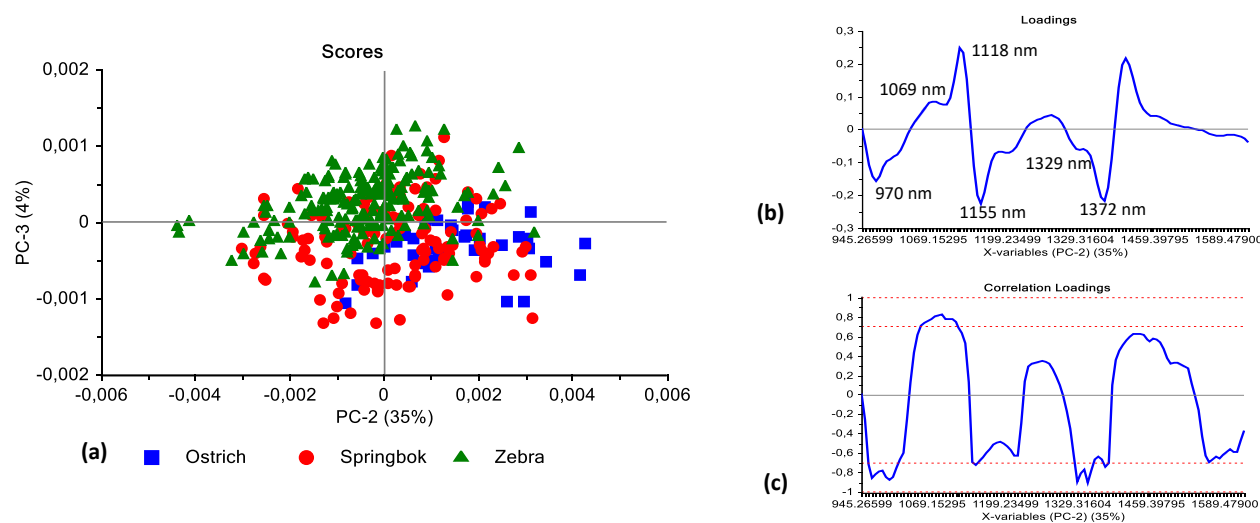 Scores
0,002
0,001
0
-0,001
-0,002
PC-3 (4%)
-0,006
-0,004
-0,002
0
0,002
0,004
0,006
PC-2 (35%)
(a)
Ostrich
Springbok
Zebra
Loadings
0,3
0,2
0,1
0
-0,1
-0,2
-0,3
1118 nm
1069 nm
970 nm
1155 nm
1329 nm
1372 nm
(b)
945.26599 1069.15295 1199.23499 1329.31604 1459.39795 1589.47900
X-variables (PC-2) (35%)
Correlation Loadings
1
0,8
0,6
0,4
0,2
0
-0,2
-0,4
-0,6
-0,8
-1
(c)
945.26599 1069.15295 1199.23499 1329.31604 1459.39795 1589.47900
X-variables (PC-2) (35%)